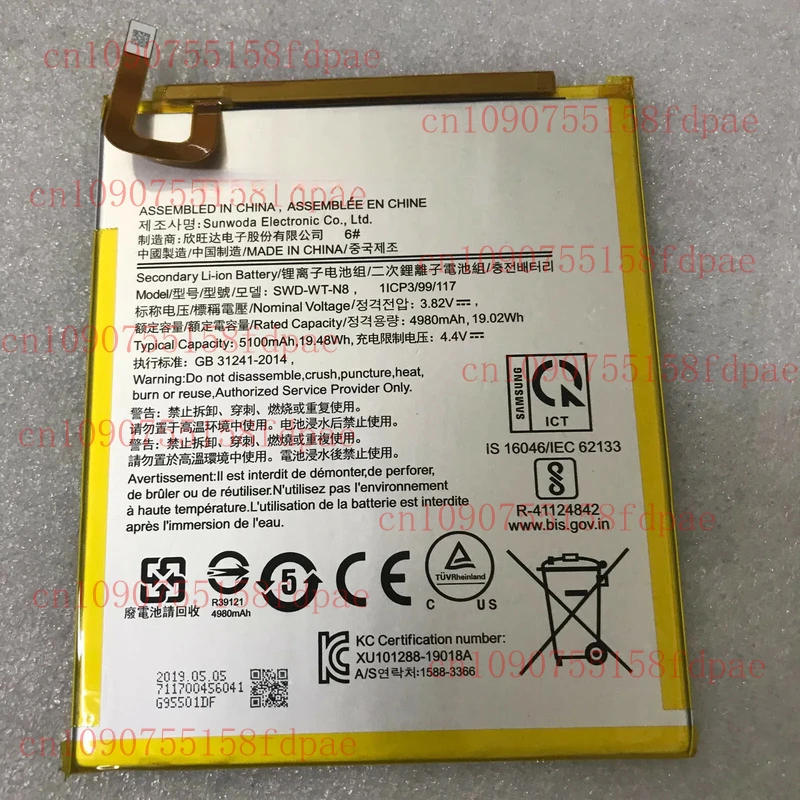 cn1090755158fdpae
cn1090755158fdpae
cn1090755158fdpae
ASSEMBLED IN CHINA, ASSEMBLÉE EN CHINE
제조사명: Sunwoda Electronic Co., Ltd.
制造商: 欣旺达电子股份有限公司 6#
中國製造/中国制造/MADE IN CHINA/중국제조
Secondary Li-ion Battery/锂离子电池组/二次鋰離子電池組/충전배터리
Model/型号/型號/모델: SWD-WT-N8, 1ICP3/99/117
标称电压/標稱電壓/Nominal Voltage/정격전압: 3.82V⎓
额定容量/額定電容量/Rated Capacity/정격용량: 4980mAh, 19.02Wh
Typical Capacity: 5100mAh,19.48Wh, 充电限制电压: 4.4V⎓
执行标准: GB 31241-2014,
Warning:Do not disassemble,crush,puncture,heat,
burn or reuse,Authorized Service Provider Only.
警告: 禁止拆卸、穿刺、燃烧或重复使用。
请勿置于高温环境中使用。电池浸水后禁止使用。
警告: 禁止拆卸、穿刺、燃燒或重複使用。
請勿置於高溫環境中使用。電池浸水後禁止使用。
Avertissement:Il est interdit de démonter,de perforer,
de brûler ou de réutiliser.N'utilisez pas l'environnement
à haute température.L'utilisation de la batterie est interdite
après l'immersion de l'eau.
SAMSUNG
ICT
IS 16046/IEC 62133
R-41124842
www.bis.gov.in
廢電池請回收
R39121
4980mAh
5
CE
TÜVRheinland
C US
KC Certification number:
XU101288-19018A
A/S연락처:1588-3366
2019.05.05
711700456041
G95501DF
cn1090755158fdpae
cn1090755158fdpae
cn1090755158fdpae
cn1090755158fdpae
cn1090755158fdpae
cn1090755158fdpae
cn1090755158fdpae
cn1090755158fdpae